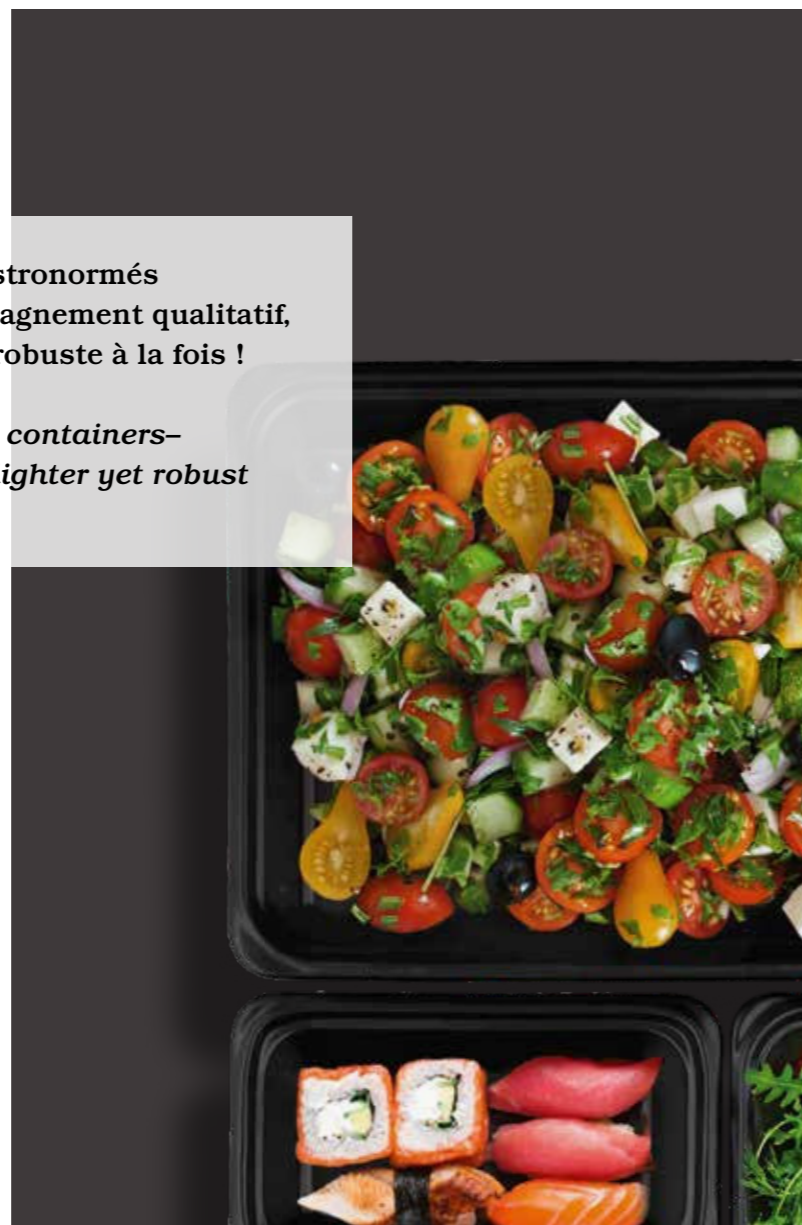 stronormés
agnement qualitatif,
robuste à la fois !
containers–
ighter yet robust